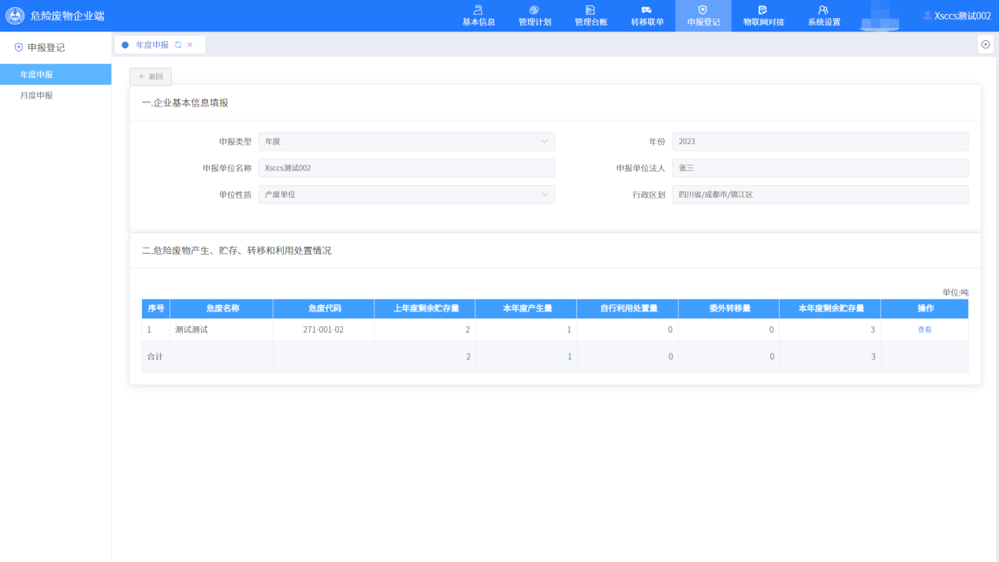 危险废物企业端
基本信息 管理计划 管理台账 转移联单 申报登记 物联网对接 系统设置
Xsccs测试002
申报登记
年度申报
年度申报
月度申报
返回
一.企业基本信息填报
申报类型 年度 年份 2023
申报单位名称 Xsccs测试002 申报单位法人 张三
单位性质 产废单位 行政区划 四川省/成都市/锦江区
二.危险废物产生、贮存、转移和利用处置情况
单位:吨
序号 危废名称 危废代码 上年度剩余贮存量 本年度产生量 自行利用处置量 委外转移量 本年度剩余贮存量 操作
1 测试测试 271-001-02 2 1 0 0 3 查看
合计 2 1 0 0 3